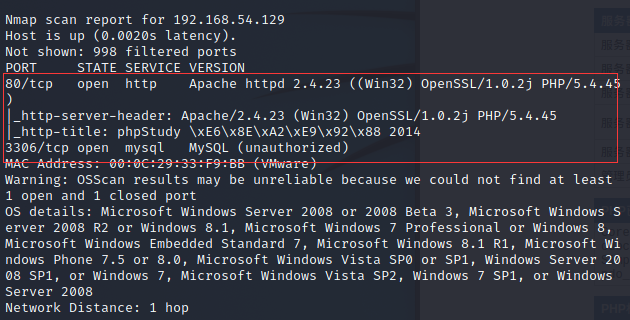 Nmap scan report for 192.168.54.129
Host is up (0.0020s latency).
Not shown: 998 filtered ports
PORT     STATE SERVICE VERSION
80/tcp   open  http    Apache httpd 2.4.23 ((Win32) OpenSSL/1.0.2j PHP/5.4.45
)
|_http-server-header: Apache/2.4.23 (Win32) OpenSSL/1.0.2j PHP/5.4.45
|_http-title: phpStudy \xE6\x8E\xA2\xE9\x92\x88 2014
3306/tcp open  mysql   MySQL (unauthorized)
MAC Address: 00:0C:29:33:F9:BB (VMware)
Warning: OSScan results may be unreliable because we could not find at least
1 open and 1 closed port
OS details: Microsoft Windows Server 2008 or 2008 Beta 3, Microsoft Windows S
erver 2008 R2 or Windows 8.1, Microsoft Windows 7 Professional or Windows 8,
Microsoft Windows Embedded Standard 7, Microsoft Windows 8.1 R1, Microsoft Wi
ndows Phone 7.5 or 8.0, Microsoft Windows Vista SP0 or SP1, Windows Server 20
08 SP1, or Windows 7, Microsoft Windows Vista SP2, Windows 7 SP1, or Windows
Server 2008
Network Distance: 1 hop